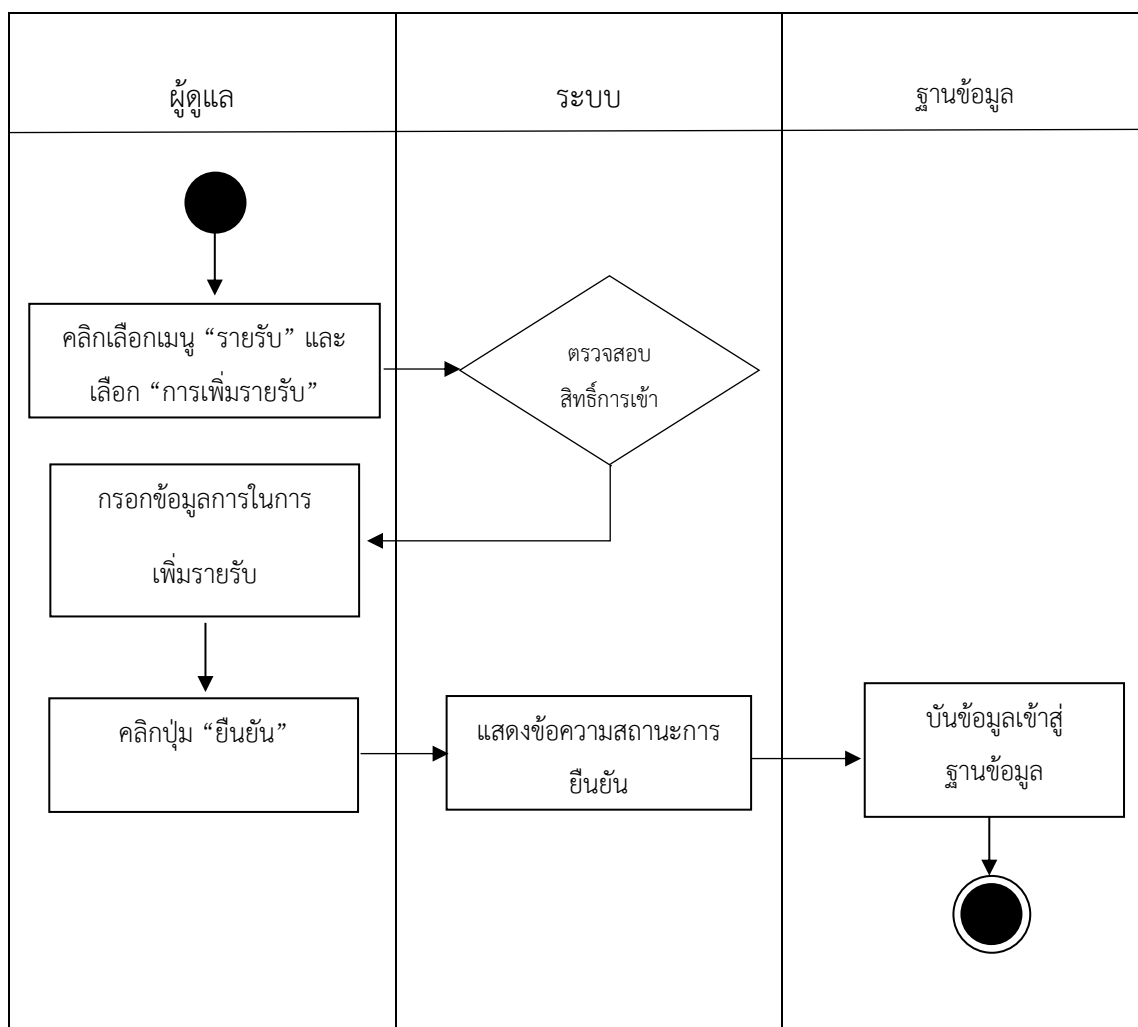 ผู้ดูแล
ระบบ
ฐานข้อมูล
คลิกเลือกเมนู “รายรับ” และ
เลือก “การเพิ่มรายรับ”
ตรวจสอบ
สิทธิ์การเข้า
กรอกข้อมูลการในการ
เพิ่มรายรับ
คลิกปุ่ม “ยืนยัน”
แสดงข้อความสถานะการ
ยืนยัน
บันข้อมูลเข้าสู่
ฐานข้อมูล